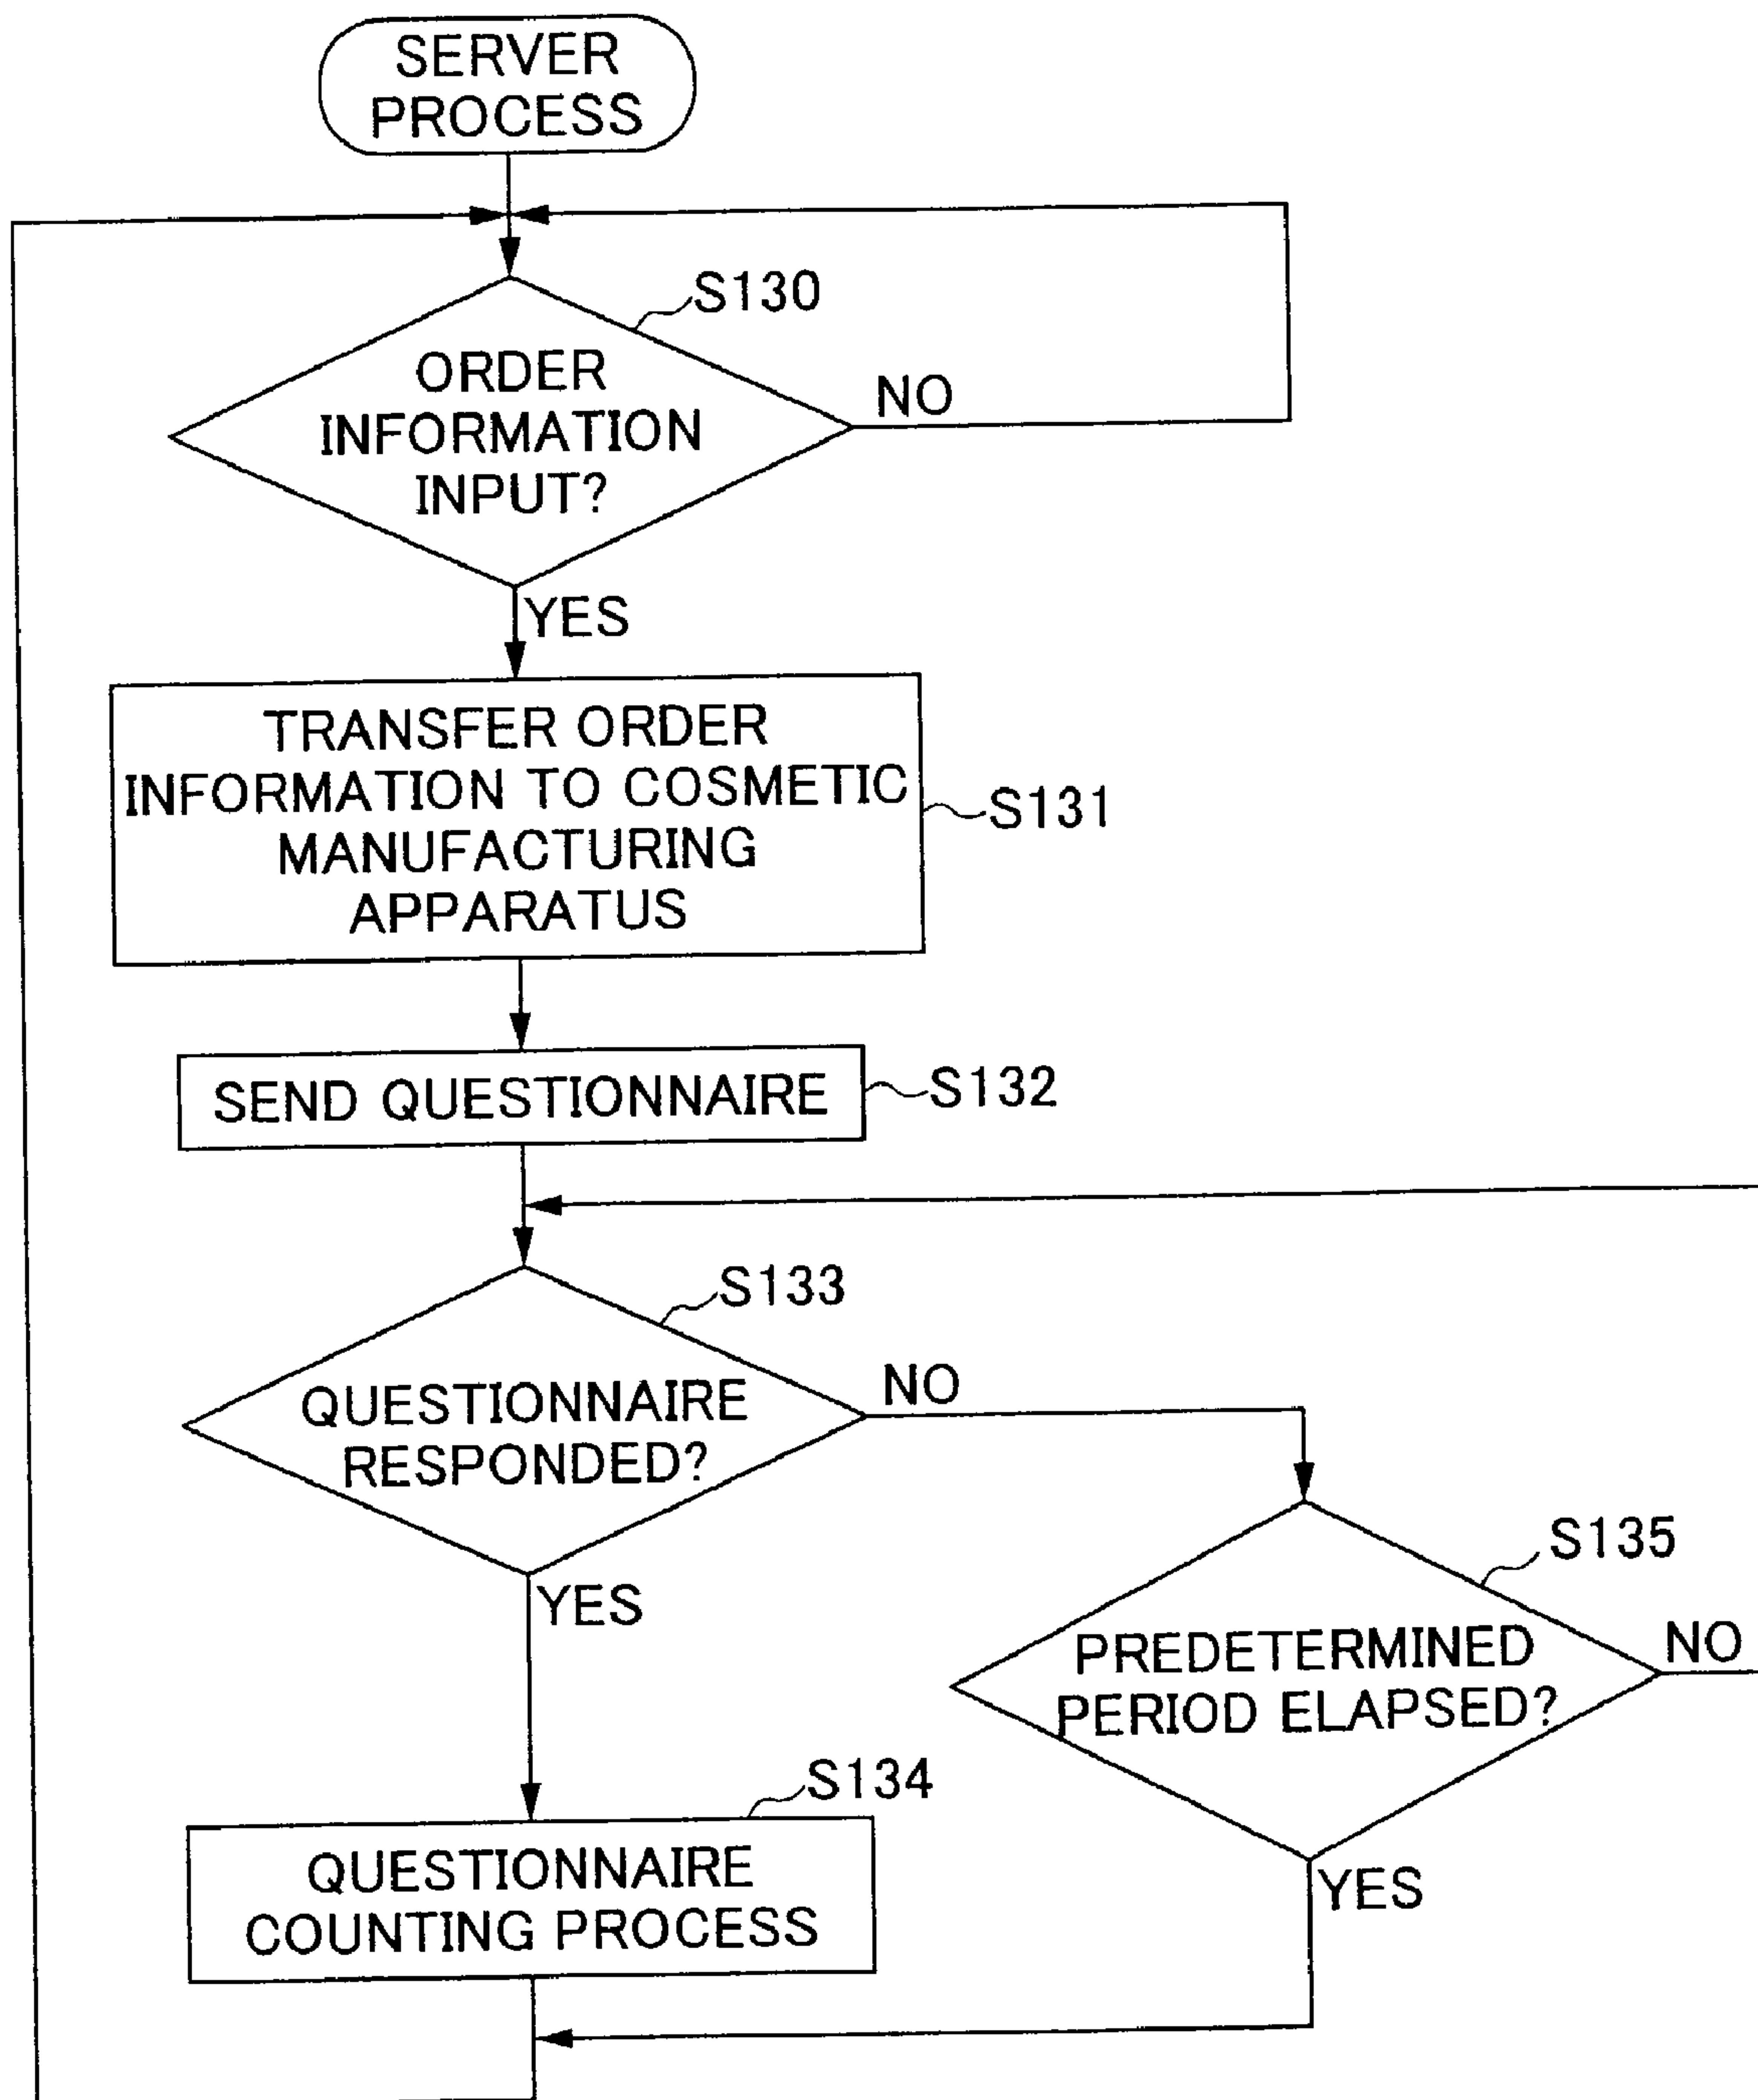 SERVER
PROCESS
S130
ORDER
INFORMATION
INPUT?
NO
YES
TRANSFER ORDER
INFORMATION TO COSMETIC
MANUFACTURING
APPARATUS
S131
SEND QUESTIONNAIRE
S132
S133
QUESTIONNAIRE
RESPONDED?
NO
YES
S135
PREDETERMINED
PERIOD ELAPSED?
NO
YES
S134
QUESTIONNAIRE
COUNTING PROCESS